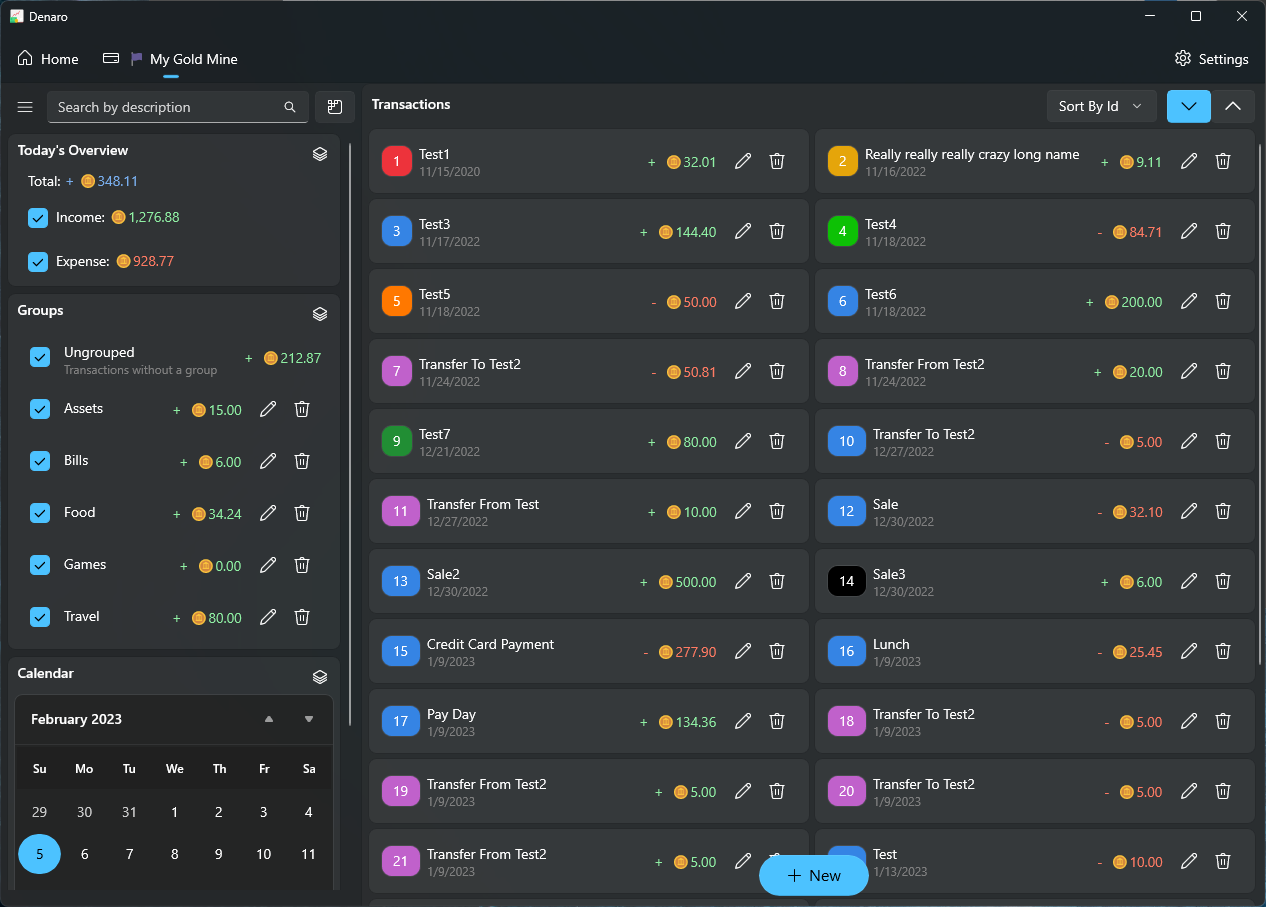 Denaro
Home
My Gold Mine
Settings
Search by description
Today's Overview
Total: + 348.11
Income: 1,276.88
Expense: 928.77
Groups
Ungrouped
Transactions without a group
+ 212.87
Assets + 15.00
Bills + 6.00
Food + 34.24
Games + 0.00
Travel + 80.00
Calendar
February 2023
Su Mo Tu We Th Fr Sa
29 30 31 1 2 3 4
5 6 7 8 9 10 11
Transactions
Sort By Id
1 Test1 + 32.01
11/15/2020
2 Really really really crazy long name + 9.11
11/16/2022
3 Test3 + 144.40
11/17/2022
4 Test4 - 84.71
11/18/2022
5 Test5 - 50.00
11/18/2022
6 Test6 + 200.00
11/18/2022
7 Transfer To Test2 - 50.81
11/24/2022
8 Transfer From Test2 + 20.00
11/24/2022
9 Test7 + 80.00
12/21/2022
10 Transfer To Test2 - 5.00
12/27/2022
11 Transfer From Test + 10.00
12/27/2022
12 Sale - 32.10
12/30/2022
13 Sale2 + 500.00
12/30/2022
14 Sale3 + 6.00
12/30/2022
15 Credit Card Payment - 277.90
1/9/2023
16 Lunch - 25.45
1/9/2023
17 Pay Day + 134.36
1/9/2023
18 Transfer To Test2 - 5.00
1/9/2023
19 Transfer From Test2 + 5.00
1/9/2023
20 Transfer To Test2 - 5.00
1/9/2023
21 Transfer From Test2 + 5.00
1/9/2023
Test - 10.00
1/13/2023
+ New